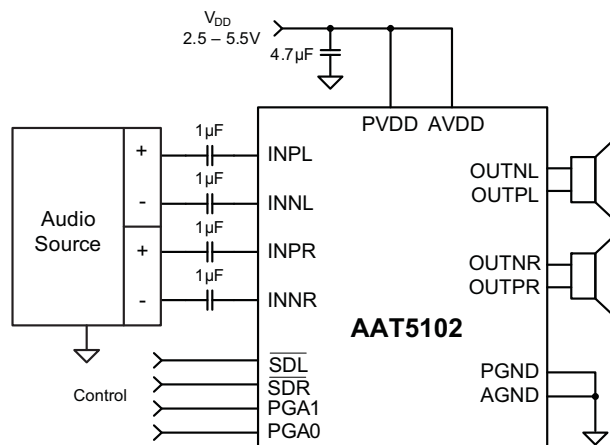 VDD
2.5 – 5.5V
4.7µF
PVDD AVDD
1µF
+
INPL
OUTNL
OUTPL
1µF
-
INNL
Audio
Source
1µF
+
INPR
OUTNR
OUTPR
1µF
-
INNR
AAT5102
SDL
SDR
PGND
AGND
Control
PGA1
PGA0